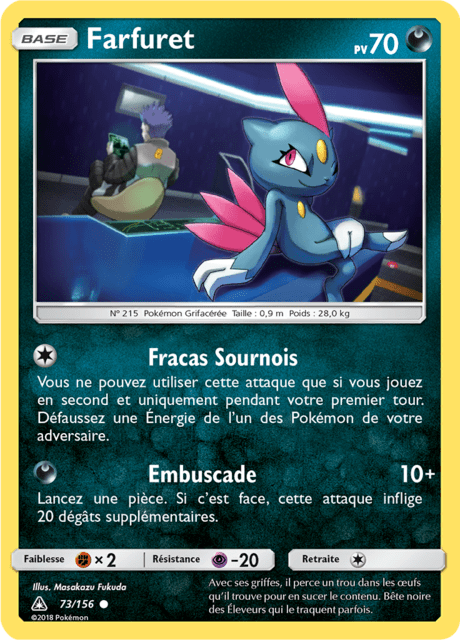 BASE Farfuret PV 70
N° 215 Pokémon Grifacérée Taille : 0,9 m Poids : 28,0 kg
Fracas Sournois
Vous ne pouvez utiliser cette attaque que si vous jouez
en second et uniquement pendant votre premier tour.
Défaussez une Énergie de l'un des Pokémon de votre
adversaire.
Embuscade 10+
Lancez une pièce. Si c'est face, cette attaque inflige
20 dégâts supplémentaires.
Faiblesse ×2 Résistance -20 Retraite
Illus. Masakazu Fukuda
73/156
©2018 Pokémon
Avec ses griffes, il perce un trou dans les œufs
qu'il trouve pour en sucer le contenu. Bête noire
des Éleveurs qui le traquent parfois.